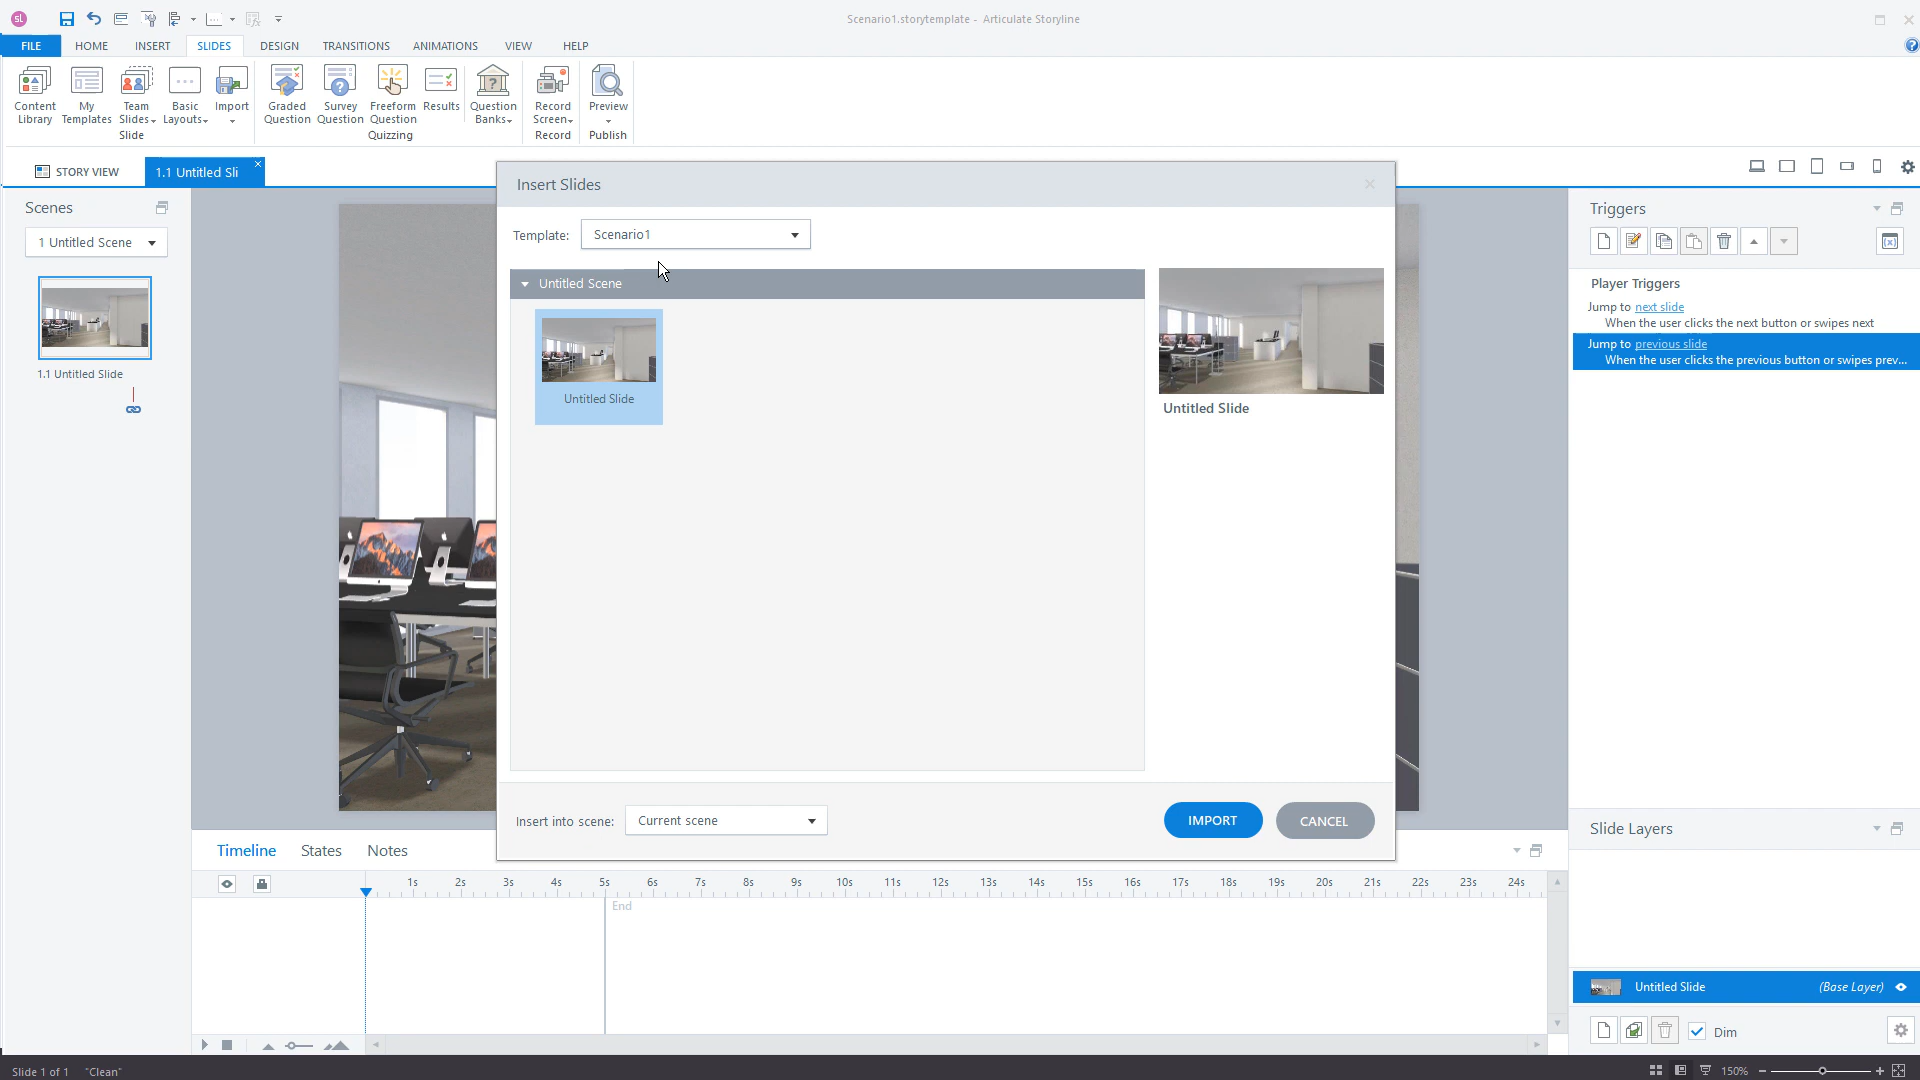 sl
Scenario1.storytemplate - Articulate Storyline
FILE HOME INSERT SLIDES DESIGN TRANSITIONS ANIMATIONS VIEW HELP
Content Library
My Templates
Team Slides
Basic Layouts
Import
Graded Question
Survey Question
Freeform Question
Results
Question Banks
Record Screen
Preview
Slide
Quizzing
Record
Publish
STORY VIEW
1.1 Untitled Sli
Scenes
1 Untitled Scene
1.1 Untitled Slide
Insert Slides
Template: Scenario1
Untitled Scene
Untitled Slide
Untitled Slide
Insert into scene: Current scene
IMPORT
CANCEL
Triggers
Player Triggers
Jump to next slide
When the user clicks the next button or swipes next
Jump to previous slide
When the user clicks the previous button or swipes prev...
Timeline States Notes
1s 2s 3s 4s 5s 6s 7s 8s 9s 10s 11s 12s 13s 14s 15s 16s 17s 18s 19s 20s 21s 22s 23s 24s
End
Slide Layers
Untitled Slide (Base Layer)
Dim
Slide 1 of 1 "Clean"
150%